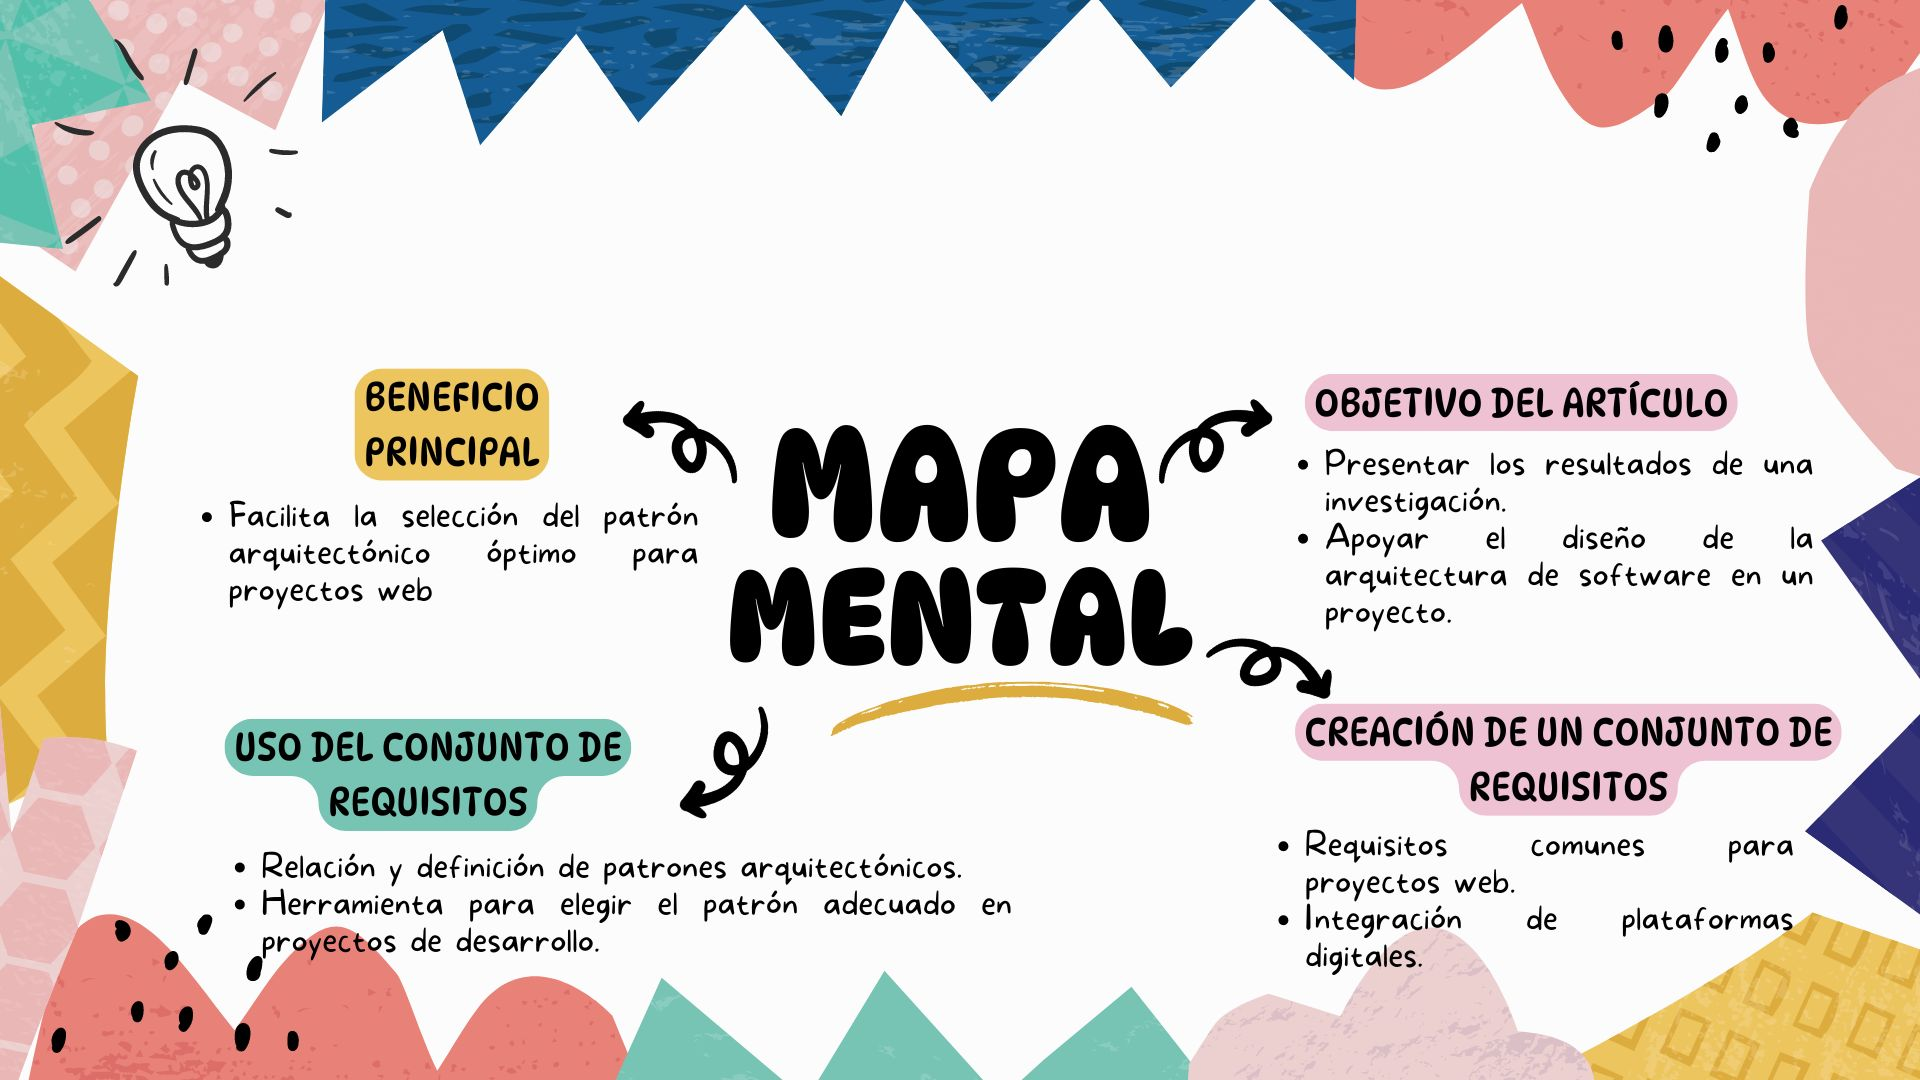 BENEFICIO
PRINCIPAL
Facilita la selección del patrón
arquitectónico óptimo para
proyectos web
MAPA
MENTAL
OBJETIVO DEL ARTÍCULO
Presentar los resultados de una
investigación.
Apoyar el diseño de la
arquitectura de software en un
proyecto.
USO DEL CONJUNTO DE
REQUISITOS
Relación y definición de patrones arquitectónicos.
Herramienta para elegir el patrón adecuado en
proyectos de desarrollo.
CREACIÓN DE UN CONJUNTO DE
REQUISITOS
Requisitos comunes para
proyectos web.
Integración de plataformas
digitales.